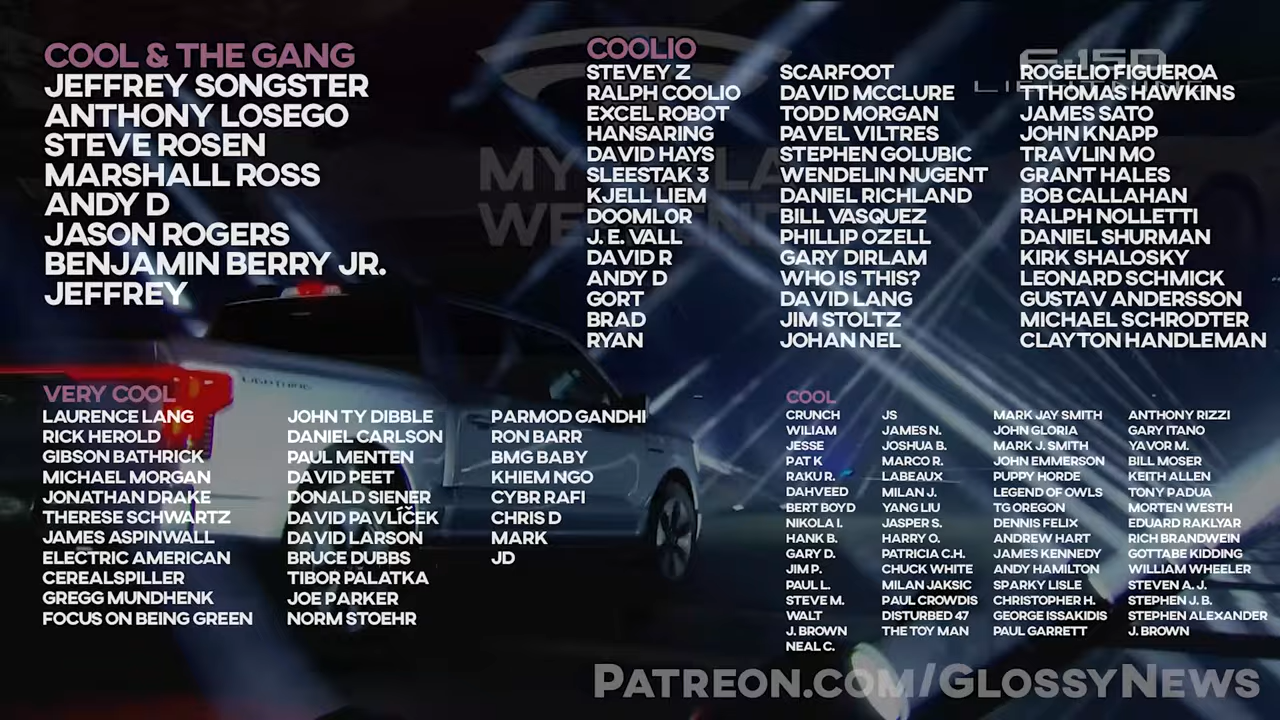 COOL & THE GANG
JEFFREY SONGSTER
ANTHONY LOSEGO
STEVE ROSEN
MARSHALL ROSS
ANDY D
JASON ROGERS
BENJAMIN BERRY JR.
JEFFREY
COOLIO
STEVEY Z
RALPH COOLIO
EXCEL ROBOT
HANSARING
DAVID HAYS
SLEESTAK 3
KJELL LIEM
DOOML0R
J. E. VALL
DAVID R
ANDY D
GORT
BRAD
RYAN
SCARFOOT
DAVID MCCLURE
TODD MORGAN
PAVEL VILTRES
STEPHEN GOLUBIC
WENDELIN NUGENT
DANIEL RICHLAND
BILL VASQUEZ
PHILLIP OZELL
GARY DIRLAM
WHO IS THIS?
DAVID LANG
JIM STOLTZ
JOHAN NEL
ROGELIO FIGUEROA
TTHOMAS HAWKINS
JAMES SATO
JOHN KNAPP
TRAVLIN MO
GRANT HALES
BOB CALLAHAN
RALPH NOLLETTI
DANIEL SHURMAN
KIRK SHALOSKY
LEONARD SCHMICK
GUSTAV ANDERSSON
MICHAEL SCHRODTER
CLAYTON HANDLEMAN
F-150
MY
WE
LIGHTNING
VERY COOL
LAURENCE LANG
RICK HEROLD
GIBSON BATHRICK
MICHAEL MORGAN
JONATHAN DRAKE
THERESE SCHWARTZ
JAMES ASPINWALL
ELECTRIC AMERICAN
CEREALSPILLER
GREGG MUNDHENK
FOCUS ON BEING GREEN
JOHN TY DIBBLE
DANIEL CARLSON
PAUL MENTEN
DAVID PEET
DONALD SIENER
DAVID PAVLÍČEK
DAVID LARSON
BRUCE DUBBS
TIBOR PALATKA
JOE PARKER
NORM STOEHR
PARMOD GANDHI
RON BARR
BMG BABY
KHIEM NGO
CYBR RAFI
CHRIS D
MARK
JD
COOL
CRUNCH
WILIAM
JESSE
PAT K
RAKU R.
DAHVEED
BERT BOYD
NIKOLA I.
HANK B.
GARY D.
JIM P.
PAUL L.
STEVE M.
WALT
J. BROWN
NEAL C.
JS
JAMES N.
JOSHUA B.
MARCO R.
LABEAUX
MILAN J.
YANG LIU
JASPER S.
HARRY O.
PATRICIA C.H.
CHUCK WHITE
MILAN JAKSIC
PAUL CROWDIS
DISTURBED 47
THE TOY MAN
MARK JAY SMITH
JOHN GLORIA
MARK J. SMITH
JOHN EMMERSON
PUPPY HORDE
LEGEND OF OWLS
TG OREGON
DENNIS FELIX
ANDREW HART
JAMES KENNEDY
ANDY HAMILTON
SPARKY LISLE
CHRISTOPHER H.
GEORGE ISSAKIDIS
PAUL GARRETT
ANTHONY RIZZI
GARY ITANO
YAVOR M.
BILL MOSER
KEITH ALLEN
TONY PADUA
MORTEN WESTH
EDUARD RAKLYAR
RICH BRANDWEIN
GOTTABE KIDDING
WILLIAM WHEELER
STEVEN A. J.
STEPHEN J. B.
STEPHEN ALEXANDER
J. BROWN
PATREON.COM/GLOSSYNEWS